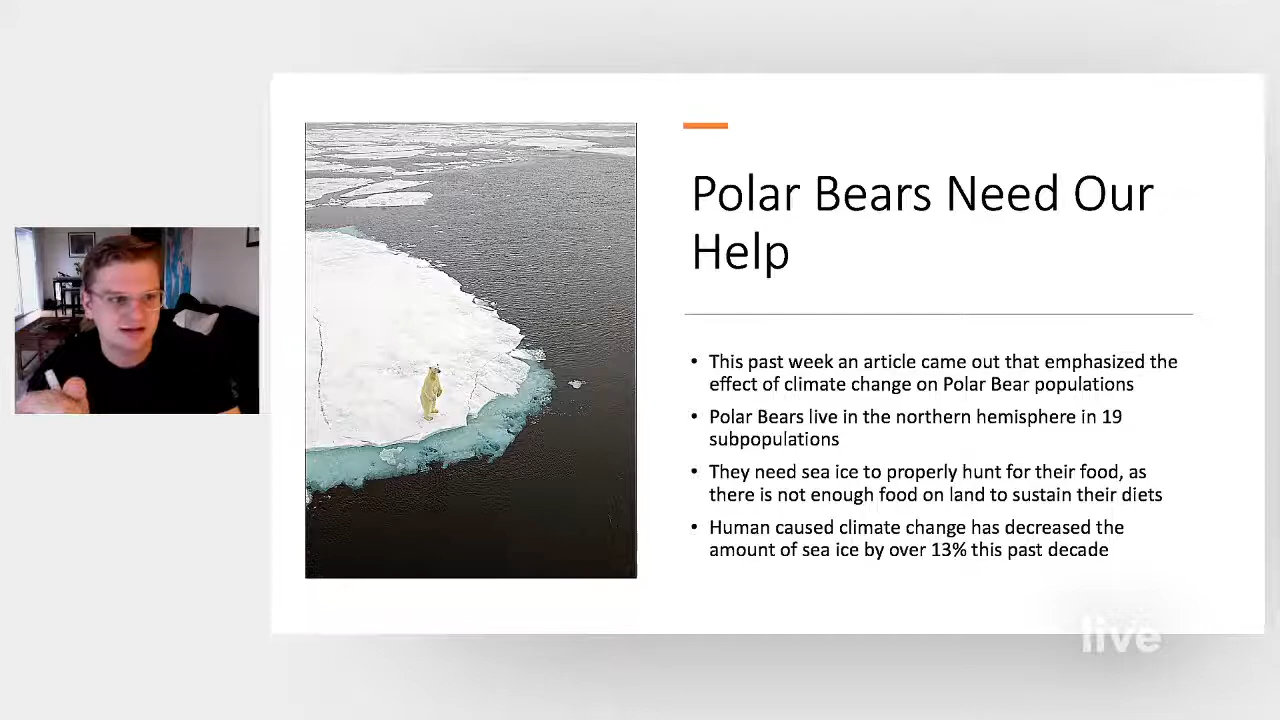 Polar Bears Need Our
Help
• This past week an article came out that emphasized the
effect of climate change on Polar Bear populations
• Polar Bears live in the northern hemisphere in 19
subpopulations
• They need sea ice to properly hunt for their food, as
there is not enough food on land to sustain their diets
• Human caused climate change has decreased the
amount of sea ice by over 13% this past decade
live